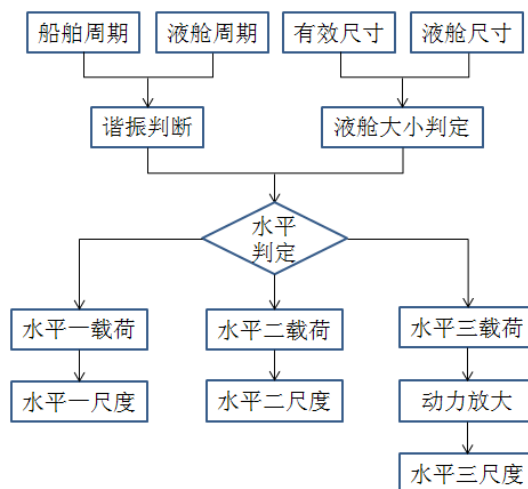 船舶周期
液舱周期
有效尺寸
液舱尺寸
谐振判断
液舱大小判定
水平
判定
水平一载荷
水平二载荷
水平三载荷
水平一尺度
水平二尺度
动力放大
水平三尺度